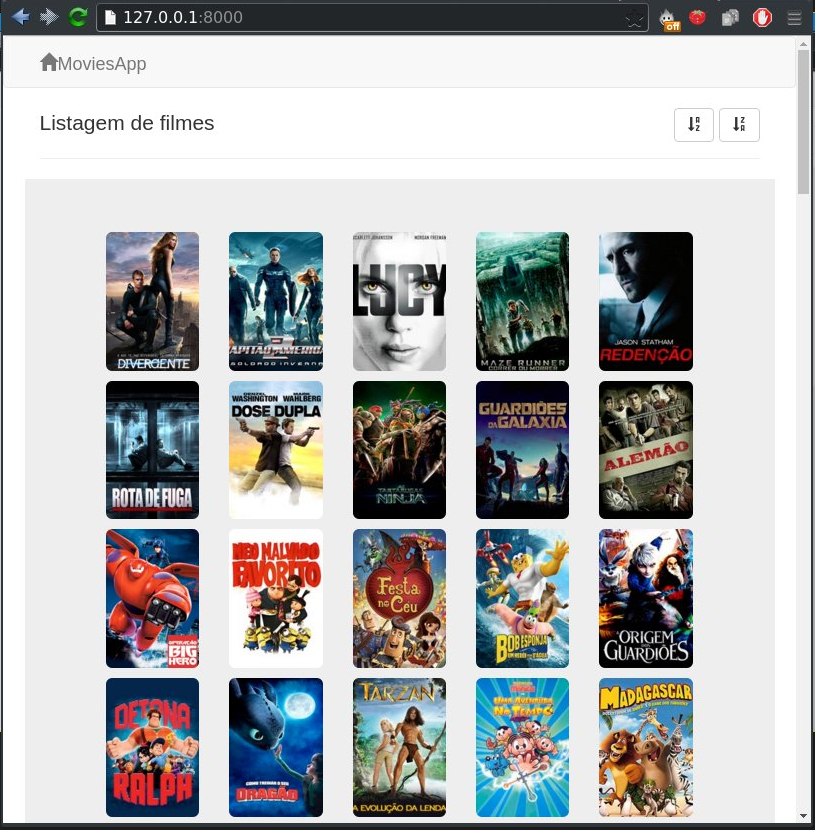 off
127.0.0.1:8000
MoviesApp
Listagem de filmes
A Z
Z A
DIVERGENTE
CAPITÃO AMÉRICA
2
SOLDADO INVERNAL
SCARLETT JOHANSSON MORGAN FREEMAN
LUCY
MAZE RUNNER
CORRER OU MORRER
JASON STATHAM
REDENÇÃO
ROTA DE FUGA
DENZEL MARK
WASHINGTON WAHLBERG
DOSE DUPLA
AS
TARTARUGAS
NINJA
GUARDIÕES
DA GALAXIA
ALEMÃO
OPERAÇÃO
BIG
HERO
MEU MALVADO
FAVORITO
Festa
no Céu
BOB ESPONJA
UM HERÓI FORA D'ÁGUA
A ORIGEM
DOS GUARDIÕES
DETONA
RALPH
COMO TREINAR O SEU
DRAGÃO
TARZAN
A EVOLUÇÃO DA LENDA
UMA AVENTURA
NO TEMPO
MADAGASCAR